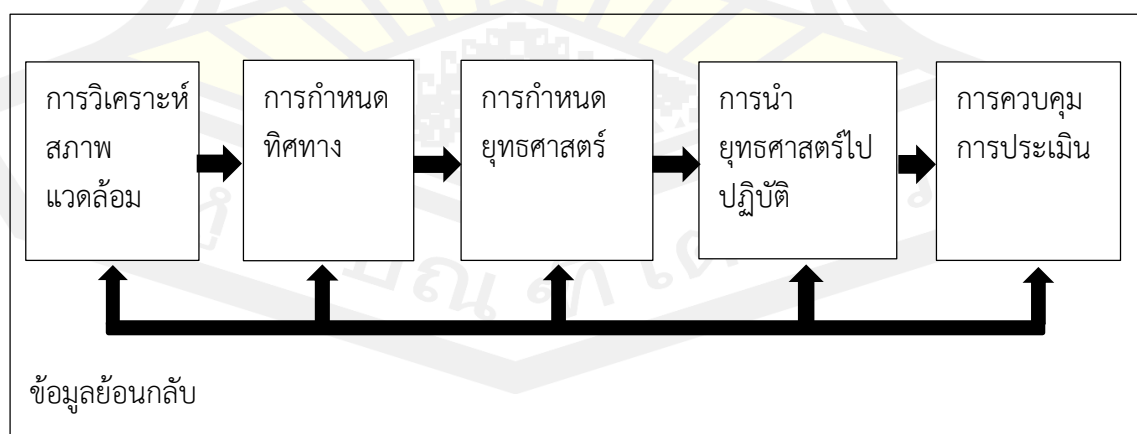 การวิเคราะห์
สภาพ
แวดล้อม
การกำหนด
ทิศทาง
การกำหนด
ยุทธศาสตร์
การนำ
ยุทธศาสตร์ไป
ปฏิบัติ
การควบคุม
การประเมิน
ข้อมูลย้อนกลับ